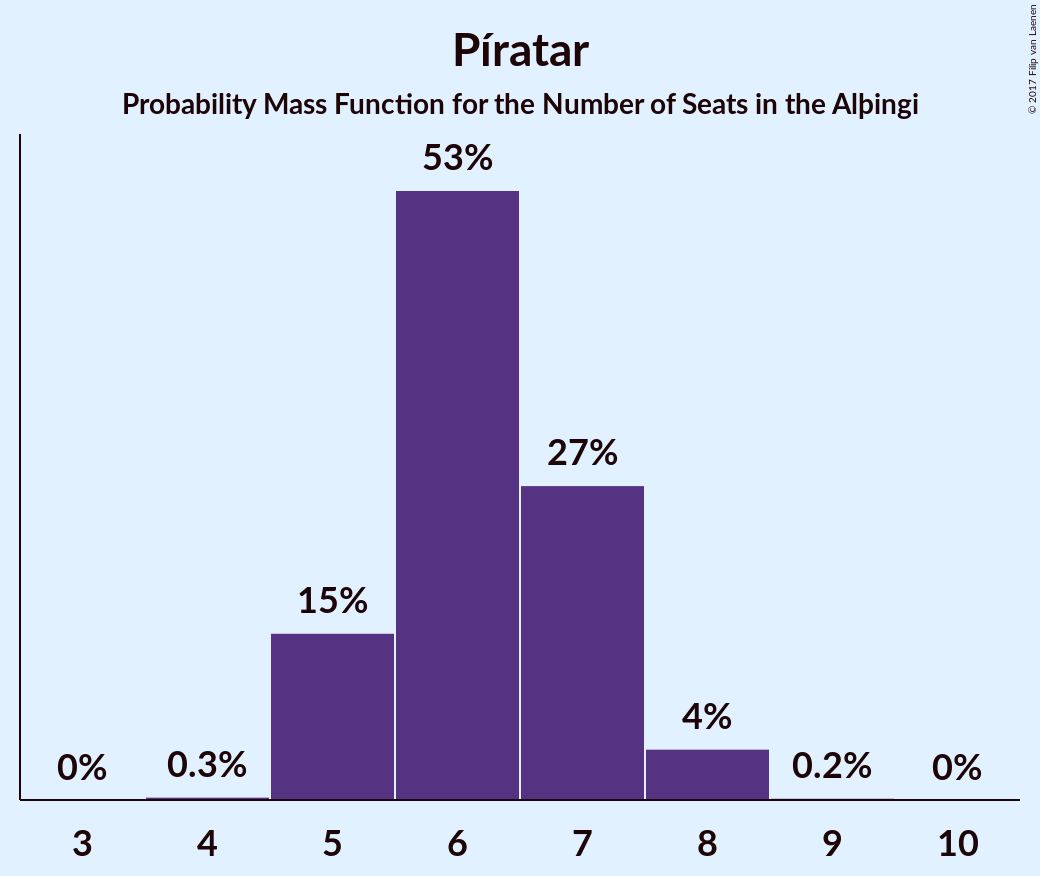 Píratar
Probability Mass Function for the Number of Seats in the Alþingi
© 2017 Filip van Laenen
53%
27%
15%
4%
0% 0.3% 0.2% 0%
3 4 5 6 7 8 9 10